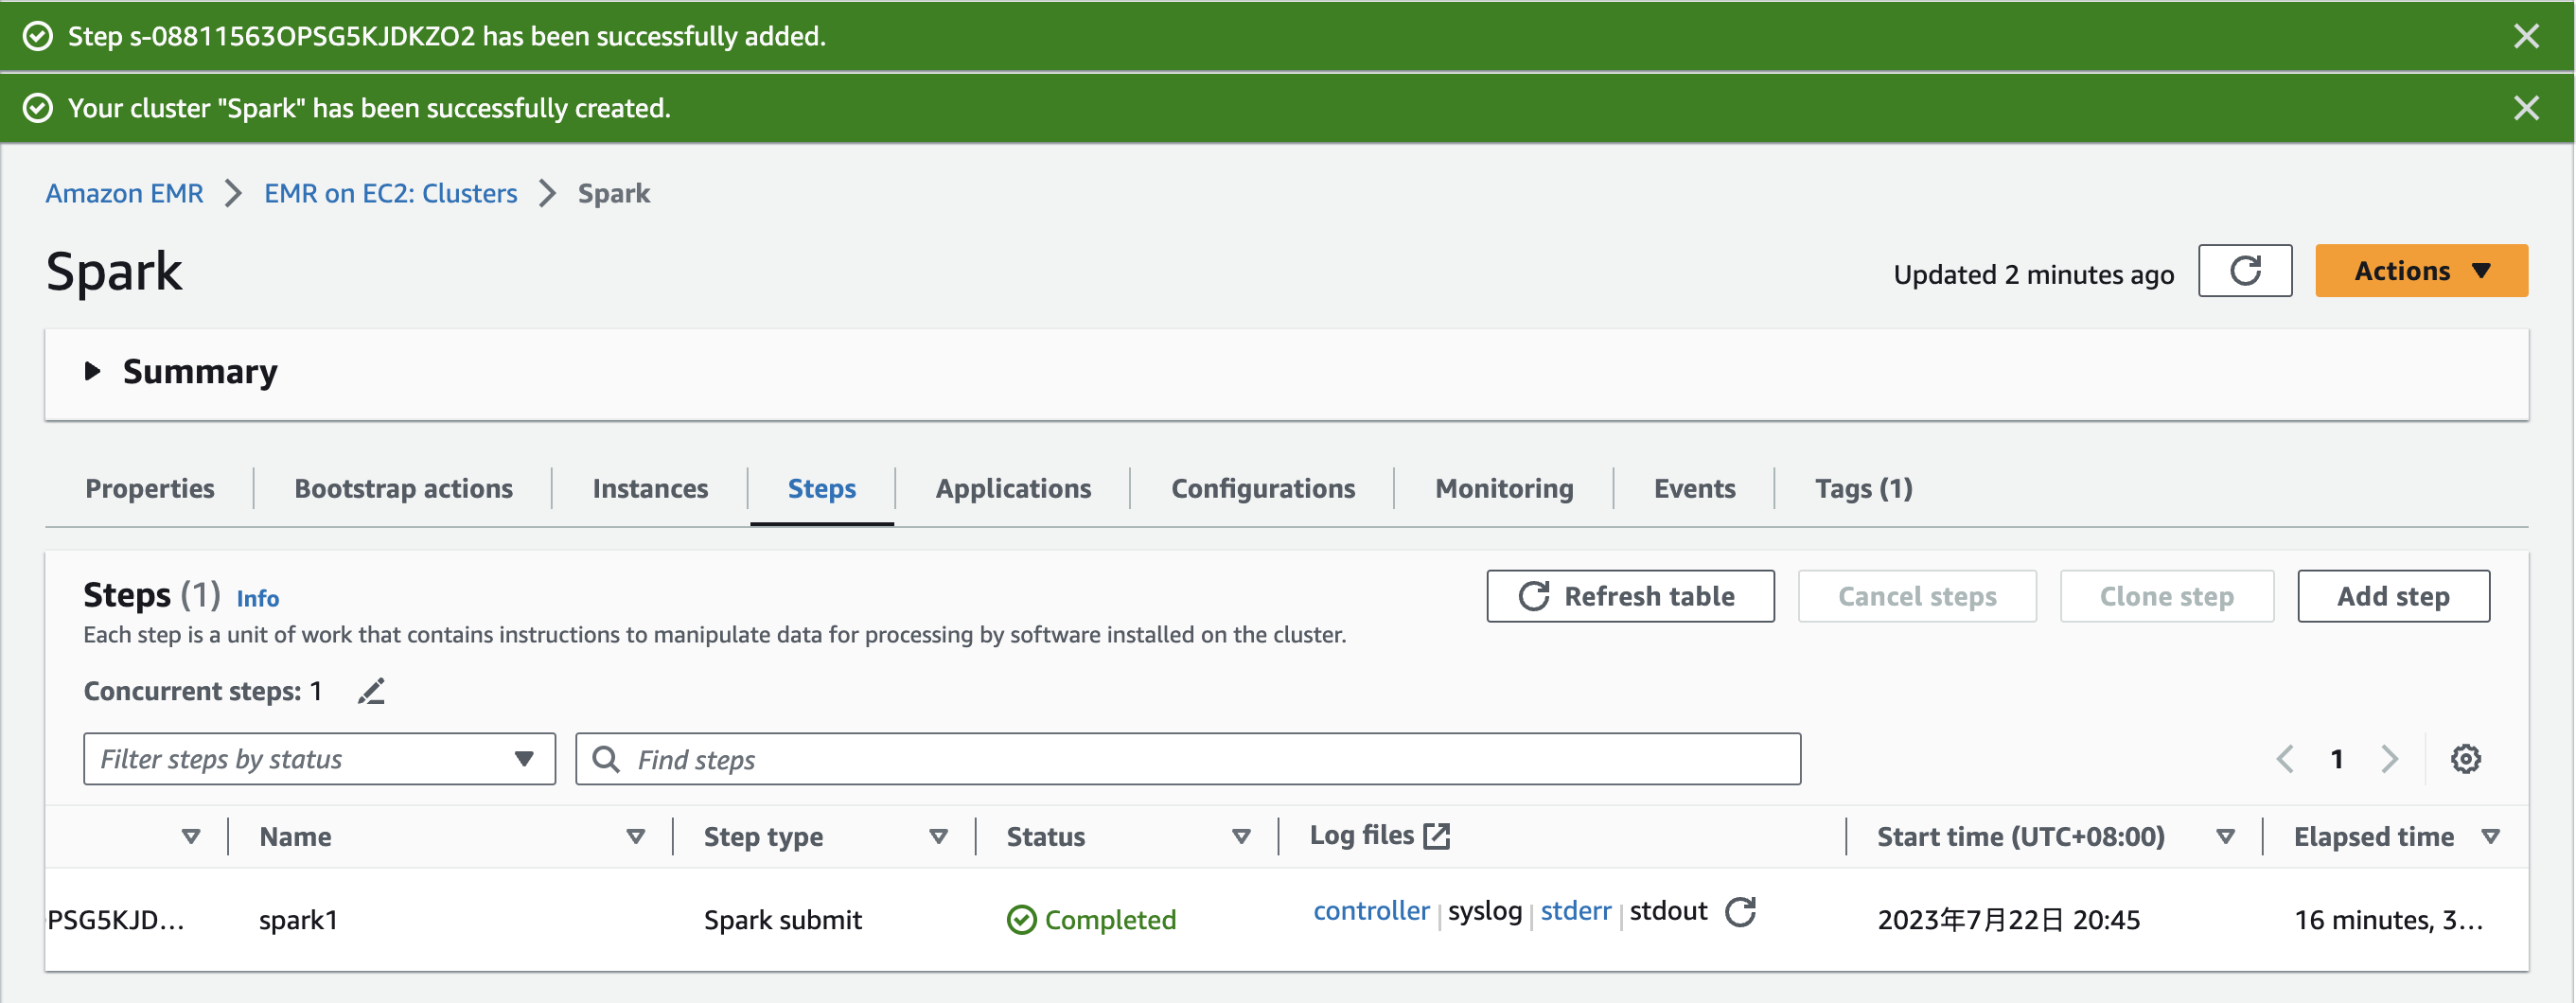 Step s-08811563OPSG5KJDKZO2 has been successfully added.
Your cluster "Spark" has been successfully created.
Amazon EMR > EMR on EC2: Clusters > Spark
Spark
Updated 2 minutes ago
Actions
Summary
Properties Bootstrap actions Instances Steps Applications Configurations Monitoring Events Tags (1)
Steps (1) Info
Refresh table Cancel steps Clone step Add step
Each step is a unit of work that contains instructions to manipulate data for processing by software installed on the cluster.
Concurrent steps: 1
Filter steps by status Find steps 1
Name Step type Status Log files Start time (UTC+08:00) Elapsed time
PSG5KJD... spark1 Spark submit Completed controller | syslog | stderr | stdout 2023年7月22日 20:45 16 minutes, 3...